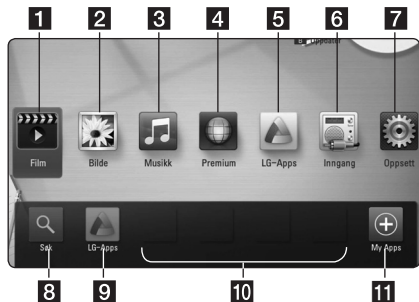 1 2 3 4 5 6 7
Oppdater
Film Bilde Musikk Premium LG-Apps Inngang Oppsett
Søk LG-Apps My Apps
8 9 10 11